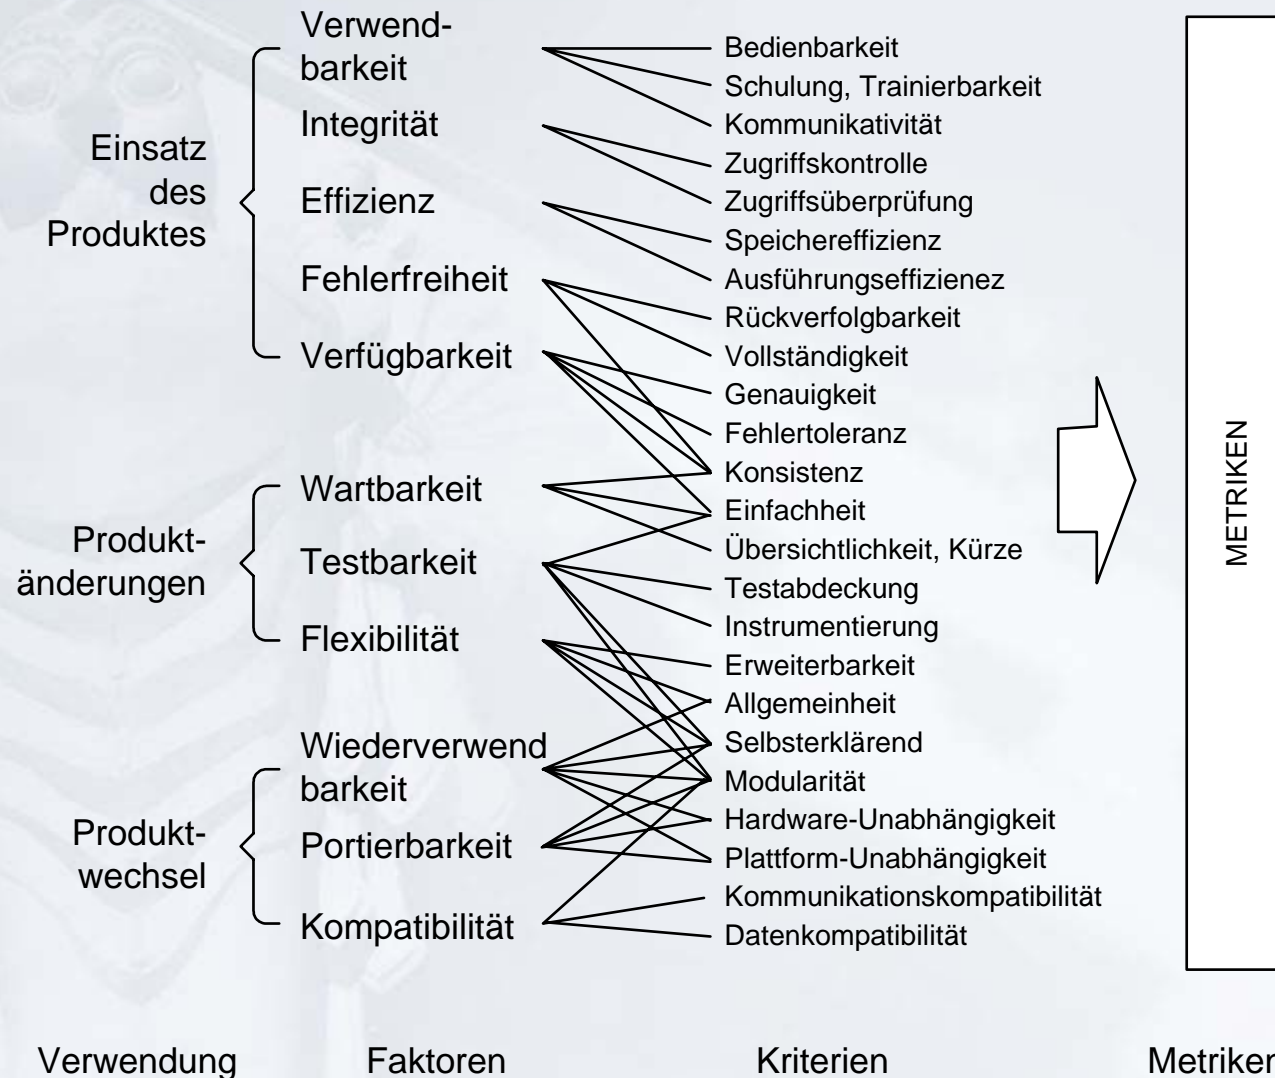 Einsatz
des
Produktes
Produkt-
änderungen
Produkt-
wechsel
Verwend-
barkeit
Integrität
Effizienz
Fehlerfreiheit
Verfügbarkeit
Wartbarkeit
Testbarkeit
Flexibilität
Wiederverwend
barkeit
Portierbarkeit
Kompatibilität
Bedienbarkeit
Schulung, Trainierbarkeit
Kommunikativität
Zugriffskontrolle
Zugriffsüberprüfung
Speichereffizienz
Ausführungseffizienez
Rückverfolgbarkeit
Vollständigkeit
Genauigkeit
Fehlertoleranz
Konsistenz
Einfachheit
Übersichtlichkeit, Kürze
Testabdeckung
Instrumentierung
Erweiterbarkeit
Allgemeinheit
Selbsterklärend
Modularität
Hardware-Unabhängigkeit
Plattform-Unabhängigkeit
Kommunikationskompatibilität
Datenkompatibilität
METRIKEN
Verwendung Faktoren Kriterien Metriken